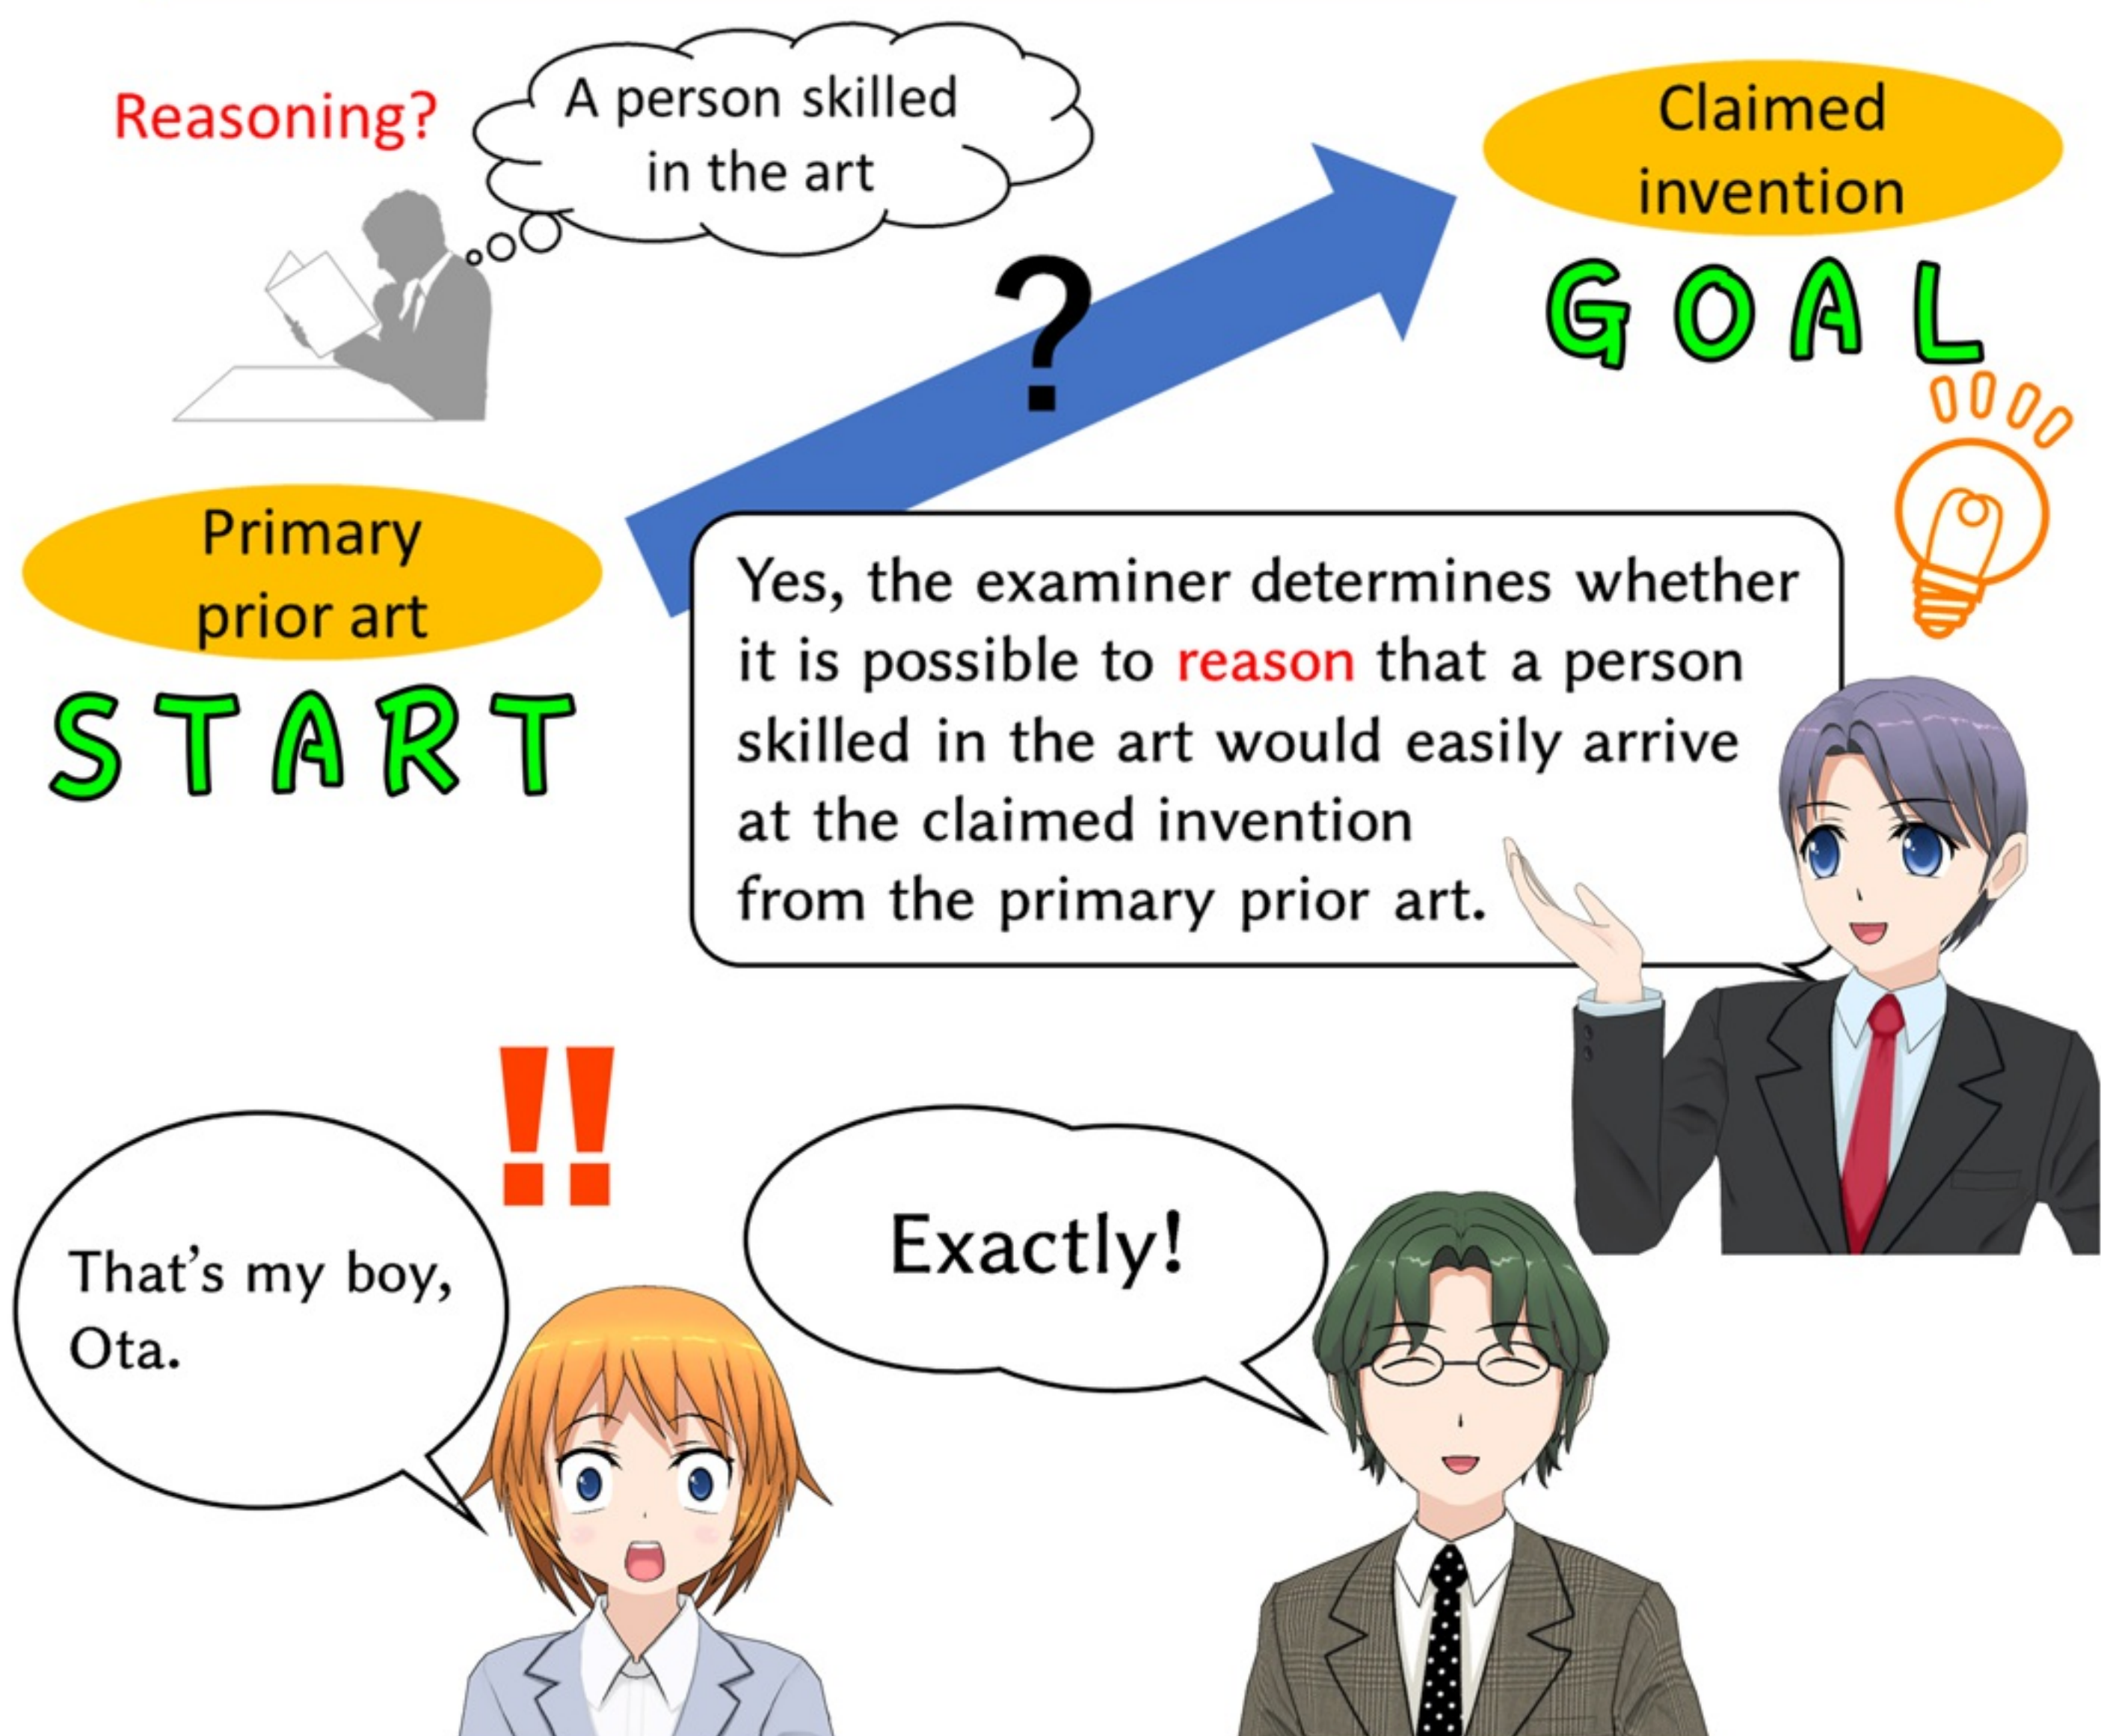 Reasoning?
A person skilled
in the art
Claimed
invention
GOAL
?
Primary
prior art
START
Yes, the examiner determines whether
it is possible to reason that a person
skilled in the art would easily arrive
at the claimed invention
from the primary prior art.
!!
That's my boy,
Ota.
Exactly!